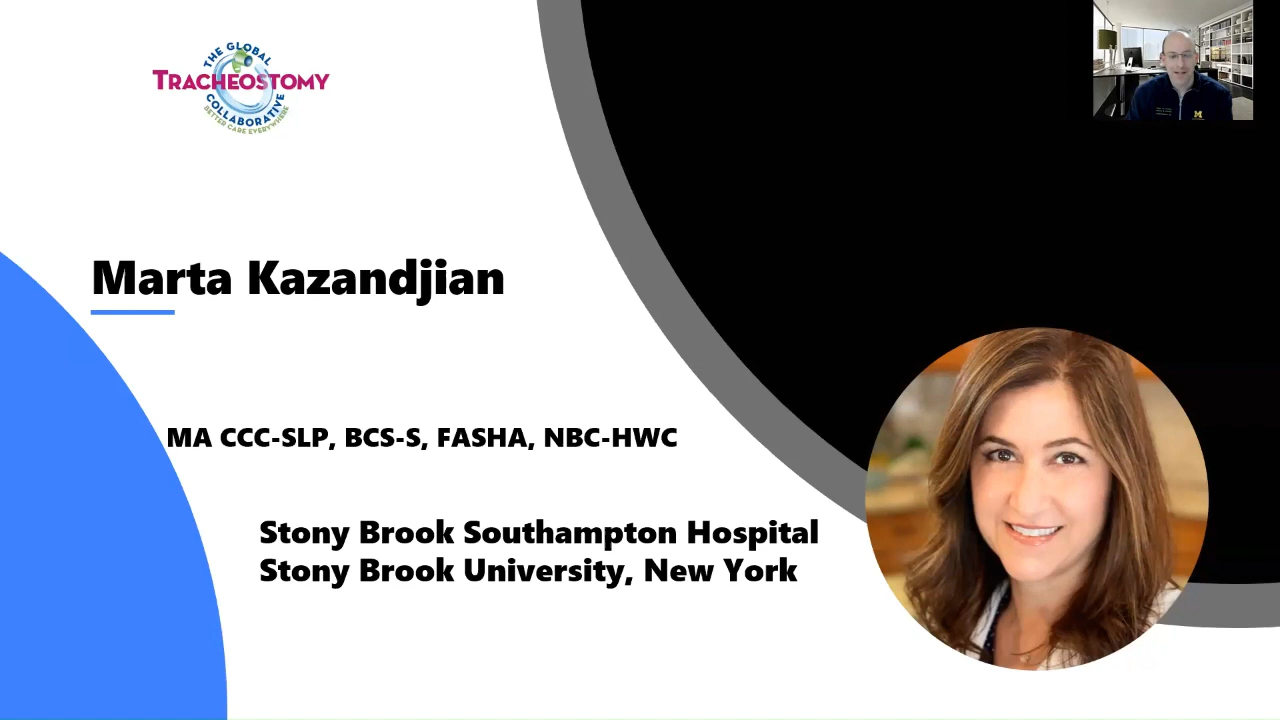 THE GLOBAL
TRACHEOSTOMY
COLLABORATIVE
BETTER CARE EVERYWHERE
Marta Kazandjian
MA CCC-SLP, BCS-S, FASHA, NBC-HWC
Stony Brook Southampton Hospital
Stony Brook University, New York